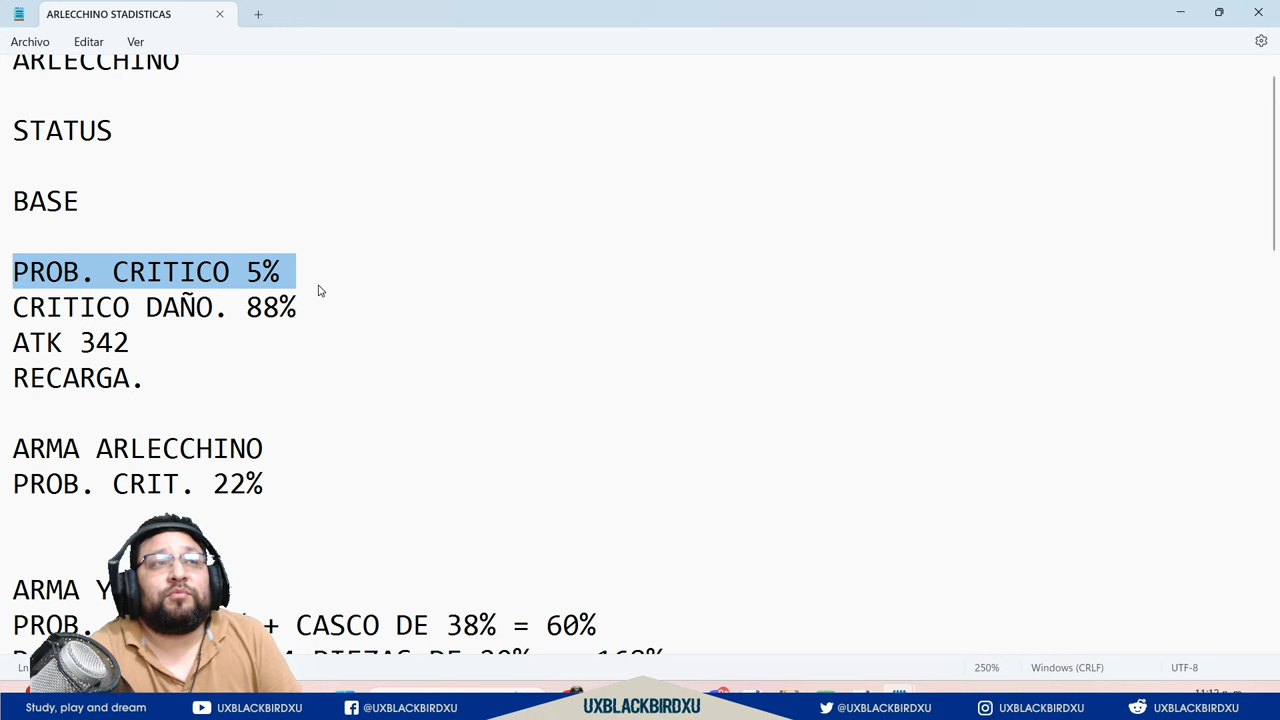 ARLECCHINO STADISTICAS
Archivo Editar Ver
ARLECCHINO
STATUS
BASE
PROB. CRITICO 5%
CRITICO DAÑO. 88%
ATK 342
RECARGA.
ARMA ARLECCHINO
PROB. CRIT. 22%
ARMA
PROB. + CASCO DE 38% = 60%
Ln 250% Windows (CRLF) UTF-8
Study, play and dream UXBLACKBIRDXU @UXBLACKBIRDXU UXBLACKBIRDXU @UXBLACKBIRDXU UXBLACKBIRDXU UXBLACKBIRDXU